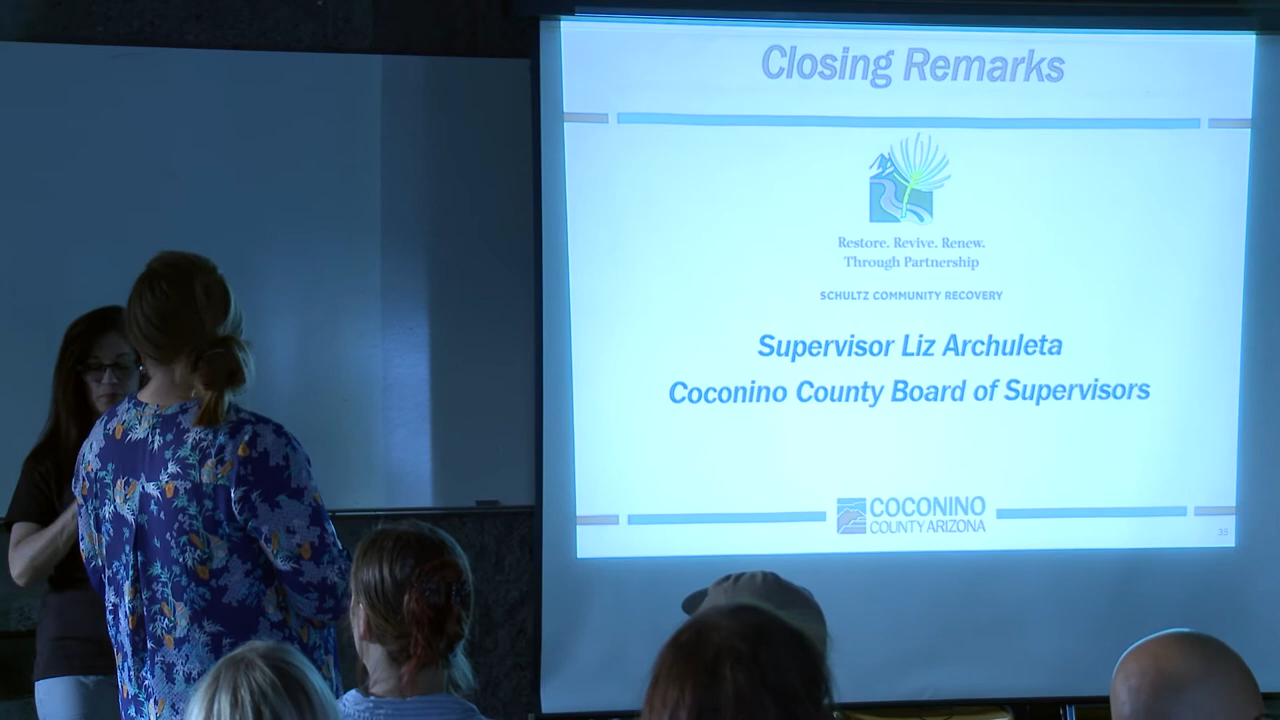 Closing Remarks
Restore. Revive. Renew.
Through Partnership
SCHULTZ COMMUNITY RECOVERY
Supervisor Liz Archuleta
Coconino County Board of Supervisors
COCONINO
COUNTY ARIZONA
35